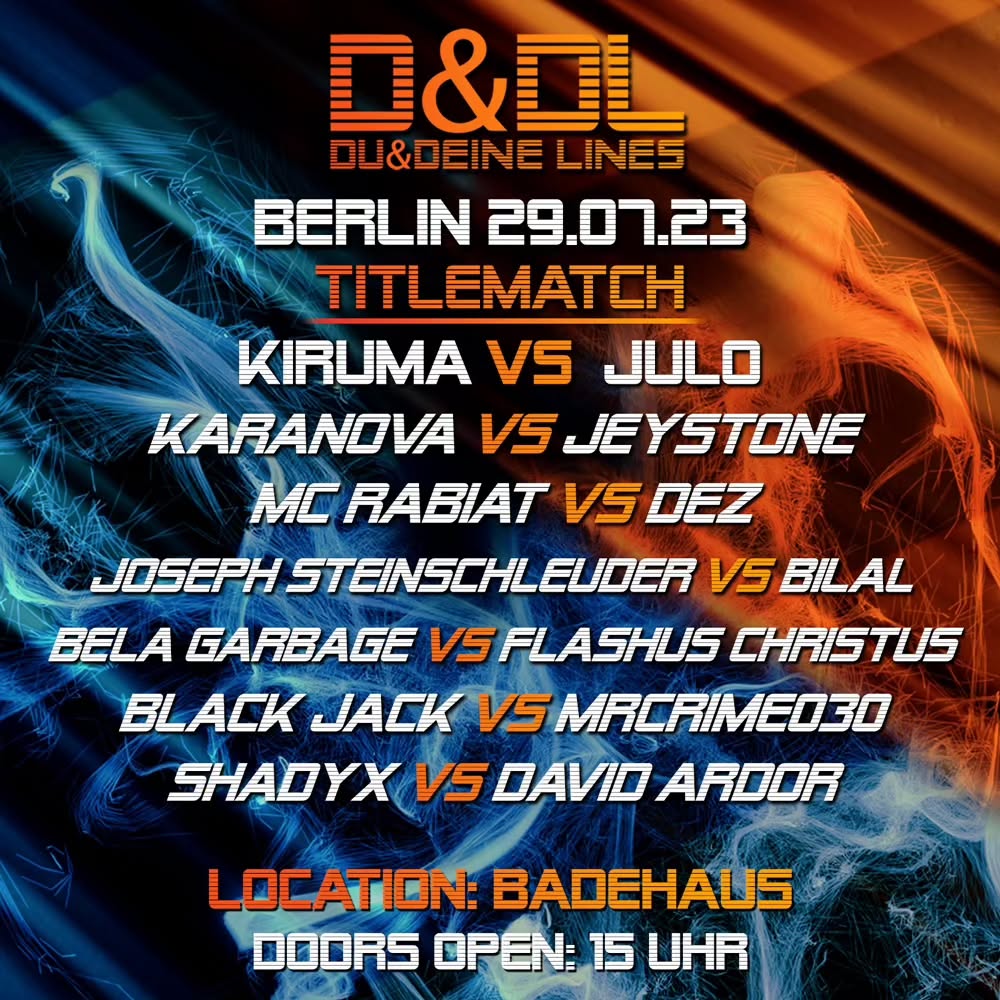 D&DL
DU&DEINE LINES
BERLIN 29.07.23
TITLEMATCH
KIRUMA VS JULO
KARANOVA VS JEYSTONE
MC RABIAT VS DEZ
JOSEPH STEINSCHLEUDER VS BILAL
BELA GARBAGE VS FLASHUS CHRISTUS
BLACK JACK VS MRCRIME030
SHADYX VS DAVID ARDOR
LOCATION: BADEHAUS
DOORS OPEN: 15 UHR